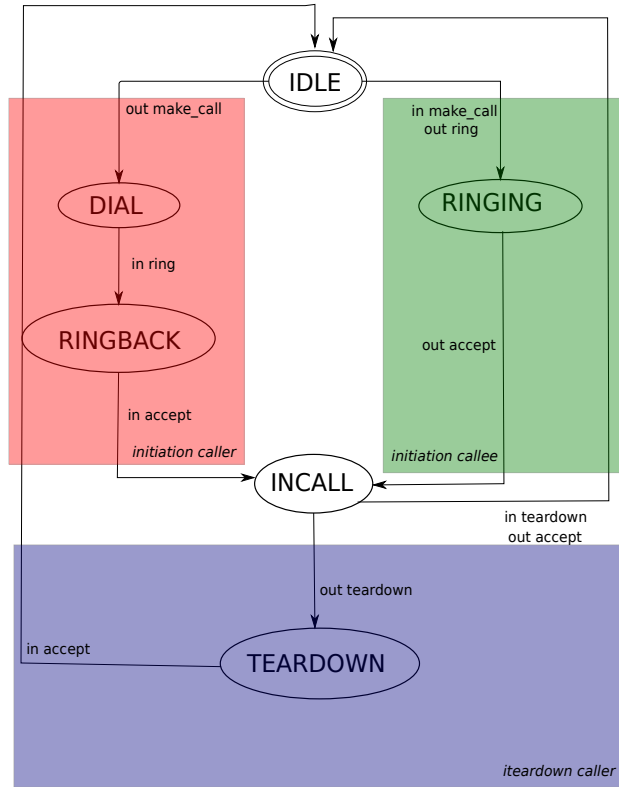 IDLE
out make_call
in make_call
out ring
DIAL
RINGING
in ring
RINGBACK
out accept
in accept
initiation caller
initiation callee
INCALL
in teardown
out accept
out teardown
in accept
TEARDOWN
iteardown caller